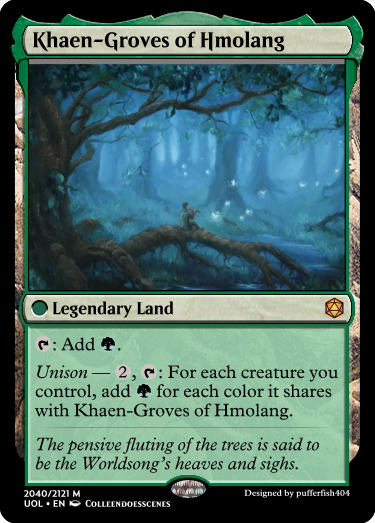 Khaen-Groves of Hmolang
Legendary Land
: Add .
Unison — 2, : For each creature you
control, add for each color it shares
with Khaen-Groves of Hmolang.
The pensive fluting of the trees is said to
be the Worldsong's heaves and sighs.
2040/2121 M
Designed by pufferfish404
UOL • EN Colleendoesscenes